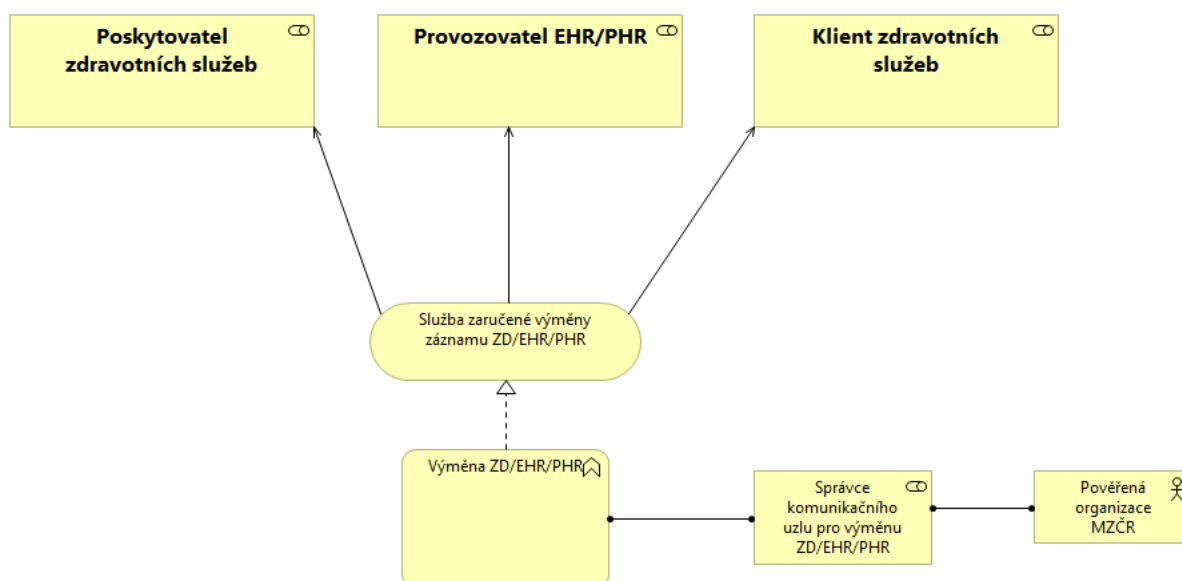 Poskytovatel
zdravotních služeb
Provozovatel EHR/PHR
Klient zdravotních
služeb
Služba zaručené výměny
záznamu ZD/EHR/PHR
Výměna ZD/EHR/PHR
Správce
komunikačního
uzlu pro výměnu
ZD/EHR/PHR
Pověřená
organizace
MZČR